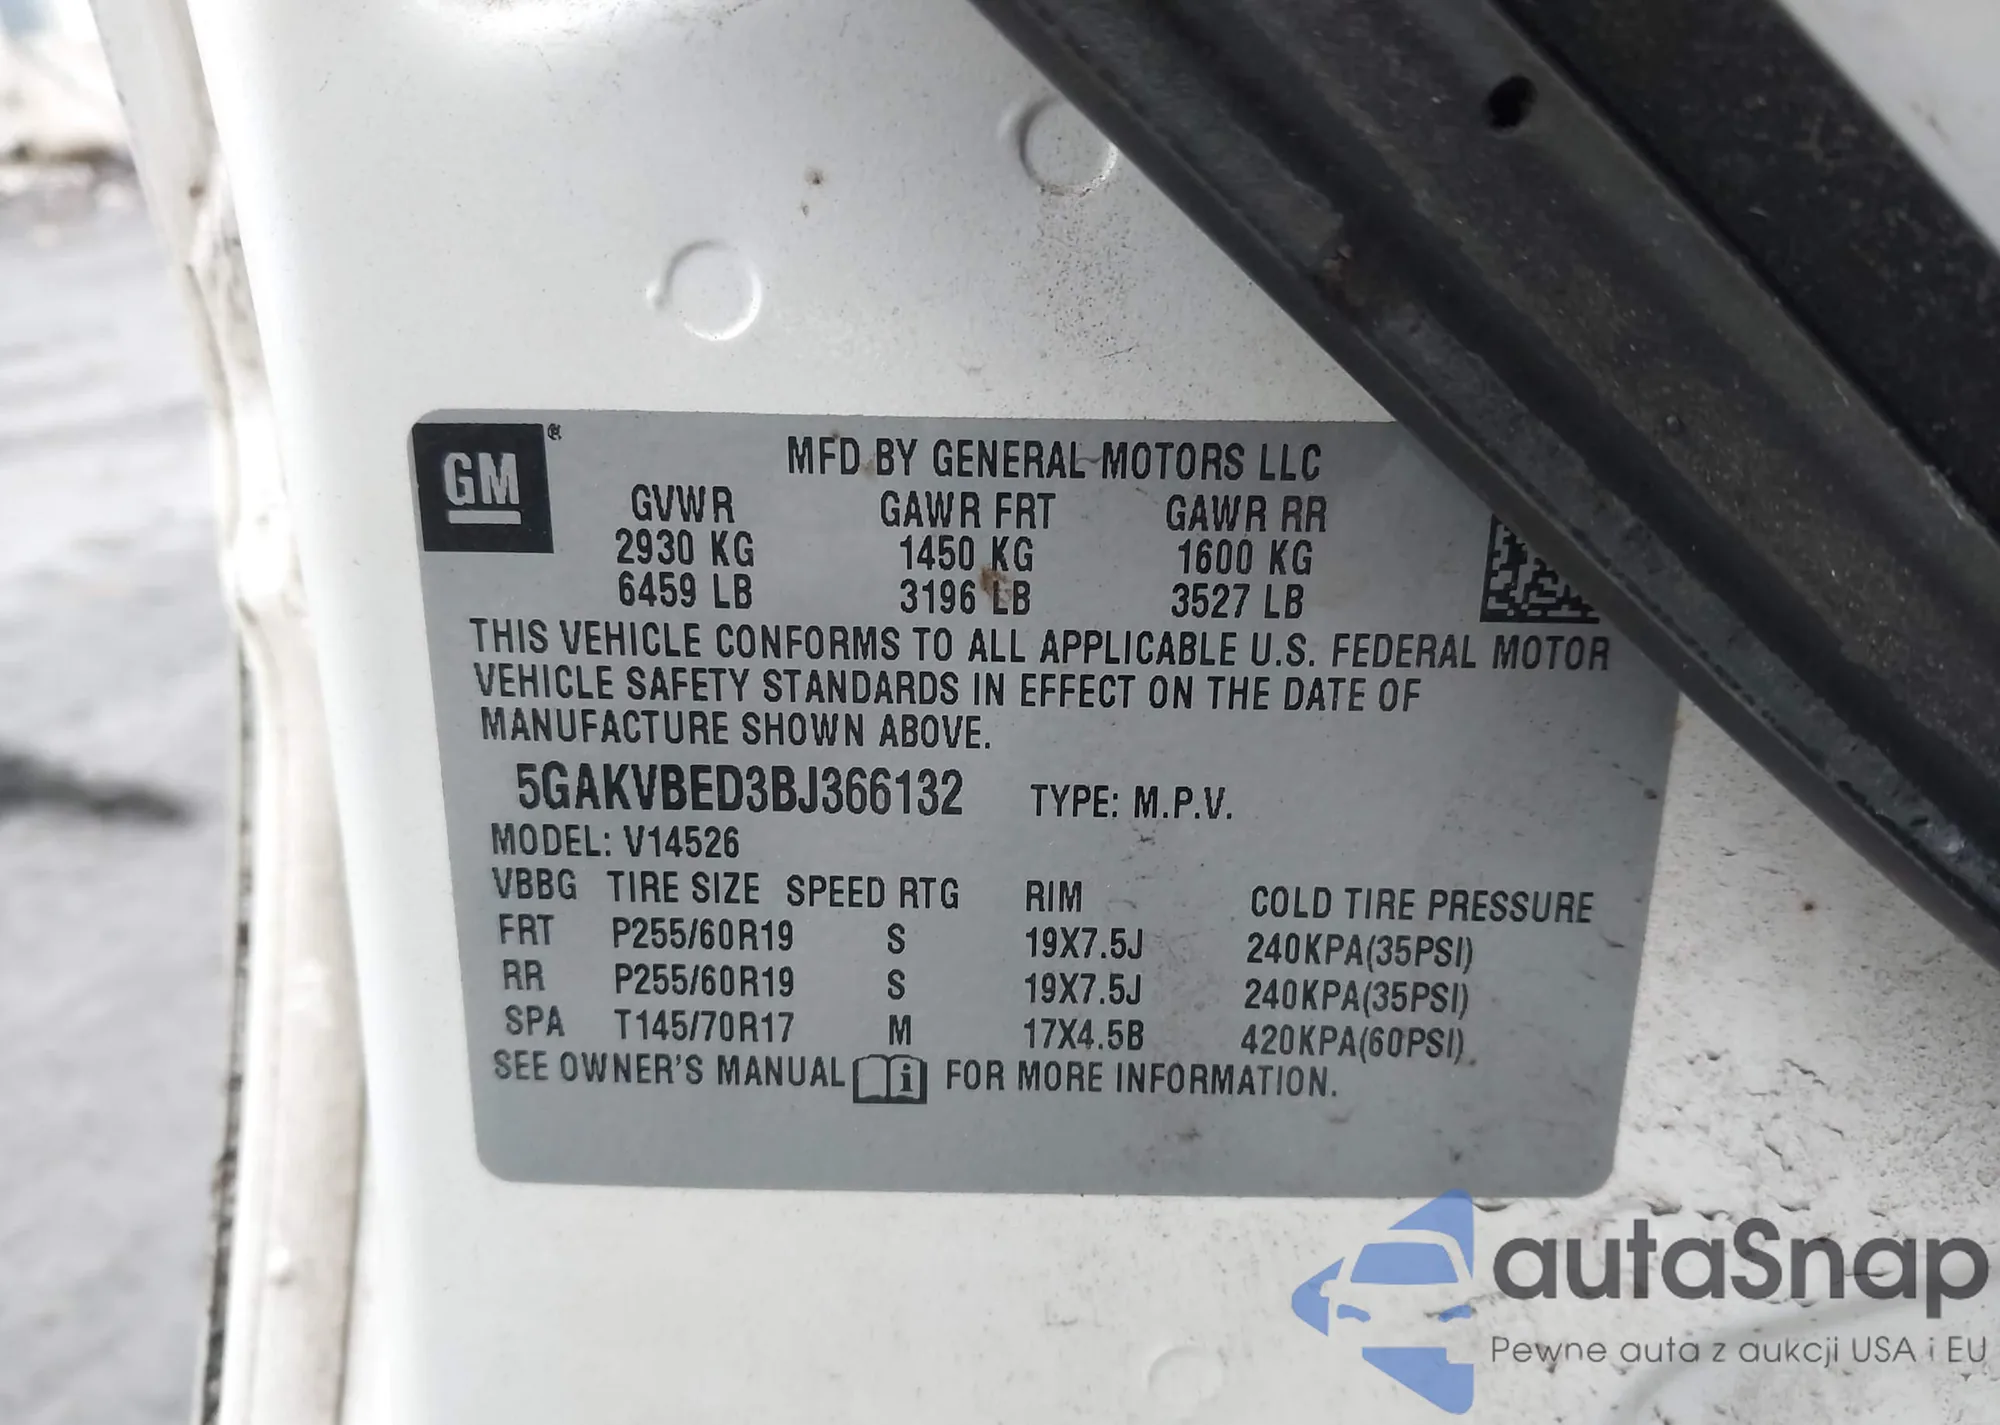 GM ®
MFD BY GENERAL MOTORS LLC
GVWR GAWR FRT GAWR RR
2930 KG 1450 KG 1600 KG
6459 LB 3196 LB 3527 LB
THIS VEHICLE CONFORMS TO ALL APPLICABLE U.S. FEDERAL MOTOR
VEHICLE SAFETY STANDARDS IN EFFECT ON THE DATE OF
MANUFACTURE SHOWN ABOVE.
5GAKVBED3BJ366132 TYPE: M.P.V.
MODEL: V14526
VBBG TIRE SIZE SPEED RTG RIM COLD TIRE PRESSURE
FRT P255/60R19 S 19X7.5J 240KPA(35PSI)
RR P255/60R19 S 19X7.5J 240KPA(35PSI)
SPA T145/70R17 M 17X4.5B 420KPA(60PSI)
SEE OWNER'S MANUAL i FOR MORE INFORMATION.
autaSnap
Pewne auta z aukcji USA i EU